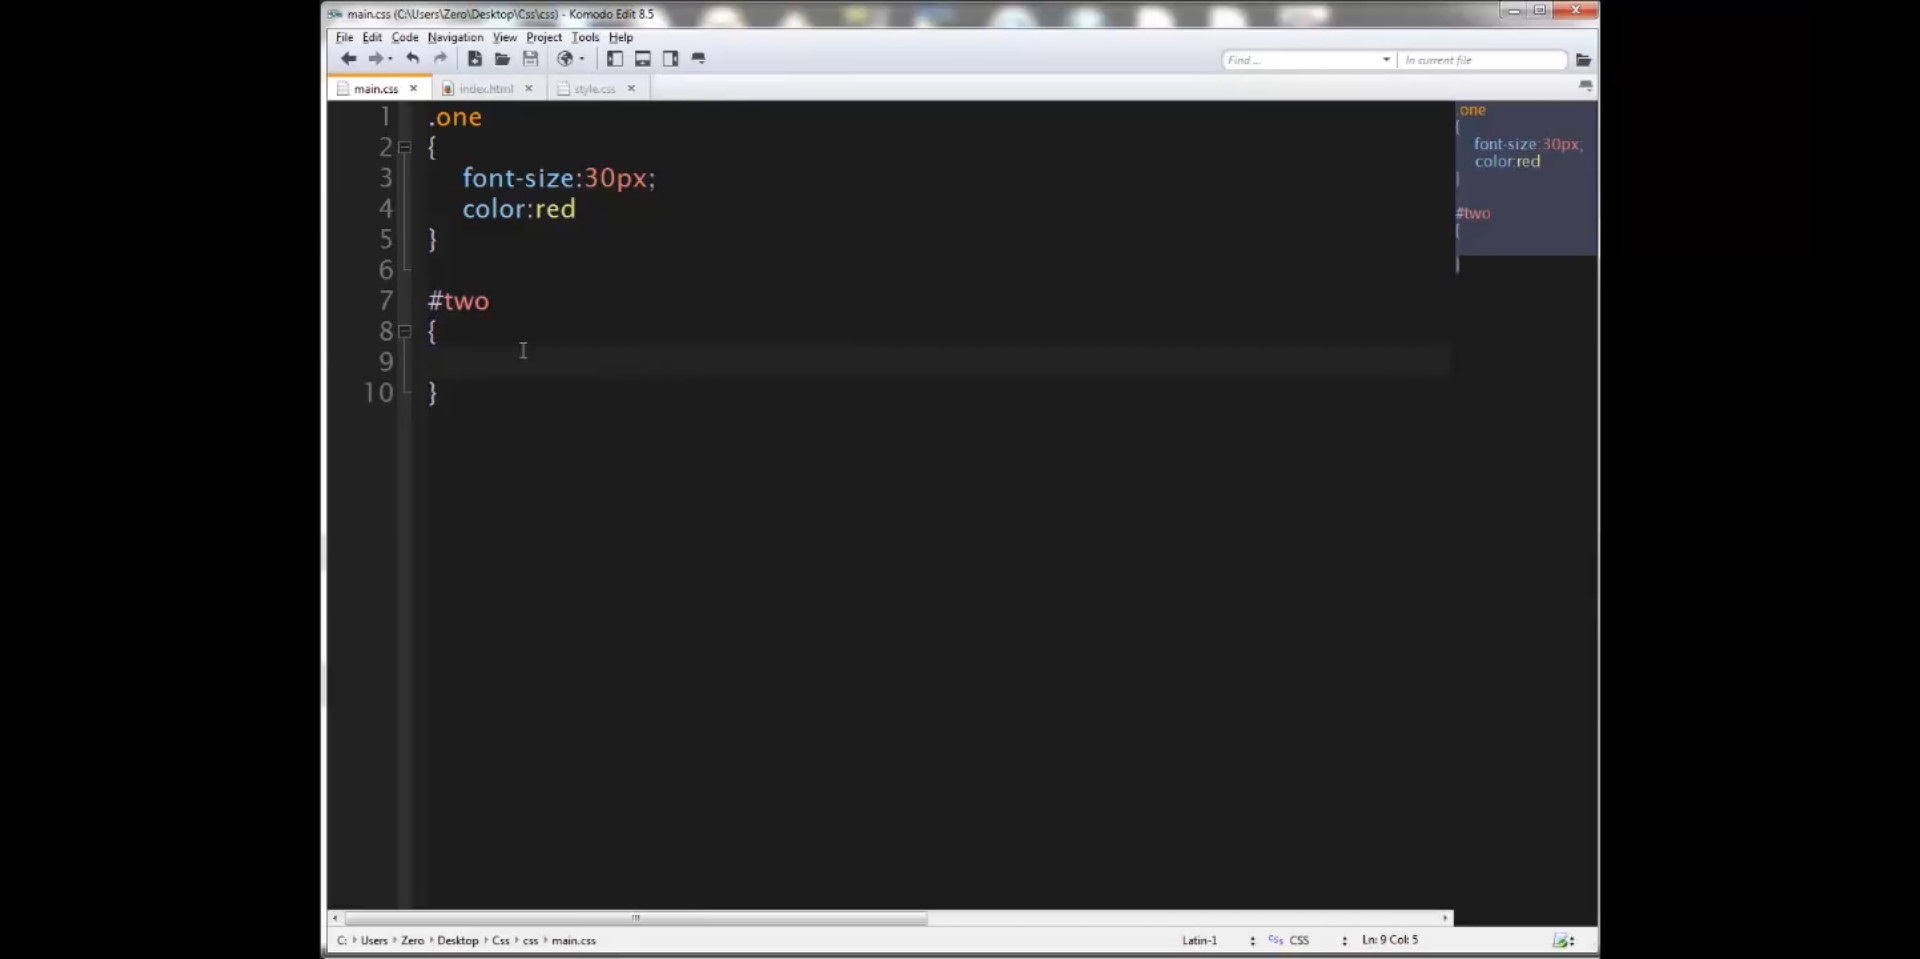 main.css (C:\Users\Zero\Desktop\Css\css) - Komodo Edit 8.5
File Edit Code Navigation View Project Tools Help
Find ... In current file
main.css index.html style.css
1 .one
2 {
3 font-size:30px;
4 color:red
5 }
6
7 #two
8 {
9
10 }
.one
{
font-size:30px;
color:red
}
#two
{
}
C: Users Zero Desktop Css css main.css
Latin-1 CSS Ln: 9 Col: 5